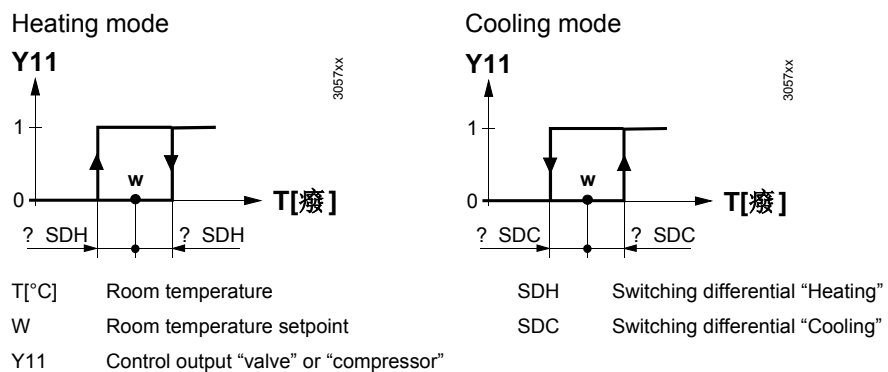 Heating mode
Cooling mode
Y11
3057xx
1
w
0
T[癈]
? SDH
? SDH
Y11
3057xx
1
w
0
T[癈]
? SDC
? SDC
T[°C] Room temperature
W Room temperature setpoint
Y11 Control output “valve” or “compressor”
SDH Switching differential “Heating”
SDC Switching differential “Cooling”